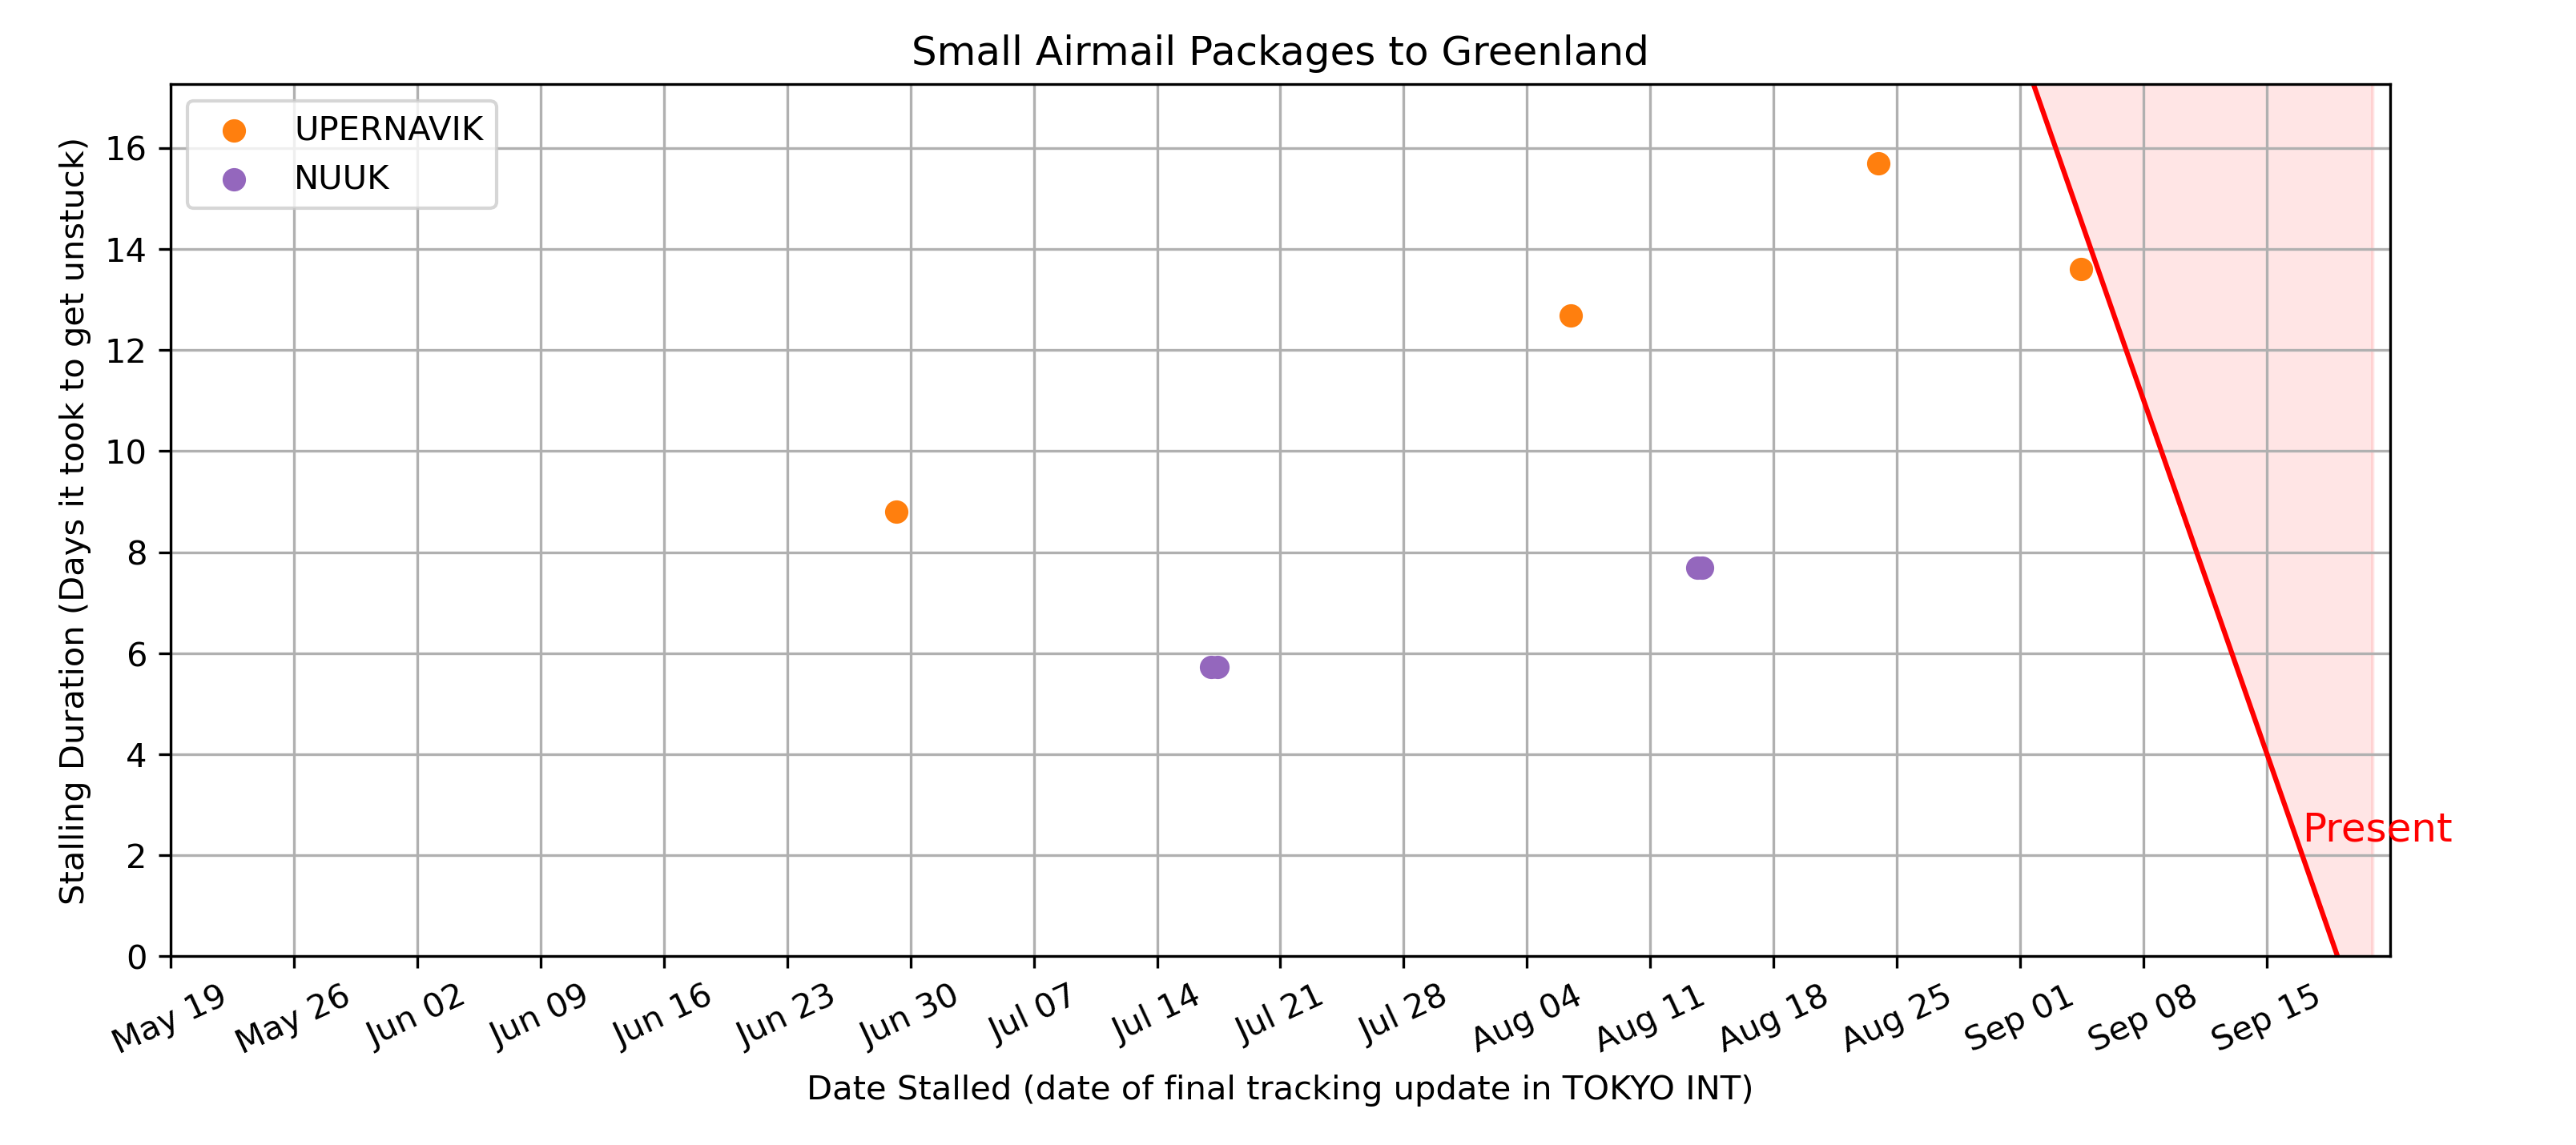 Small Airmail Packages to Greenland
UPERNAVIK
NUUK
Stalling Duration (Days it took to get unstuck)
16
14
12
10
8
6
4
2
0
Present
May 19
May 26
Jun 02
Jun 09
Jun 16
Jun 23
Jun 30
Jul 07
Jul 14
Jul 21
Jul 28
Aug 04
Aug 11
Aug 18
Aug 25
Sep 01
Sep 08
Sep 15
Date Stalled (date of final tracking update in TOKYO INT)